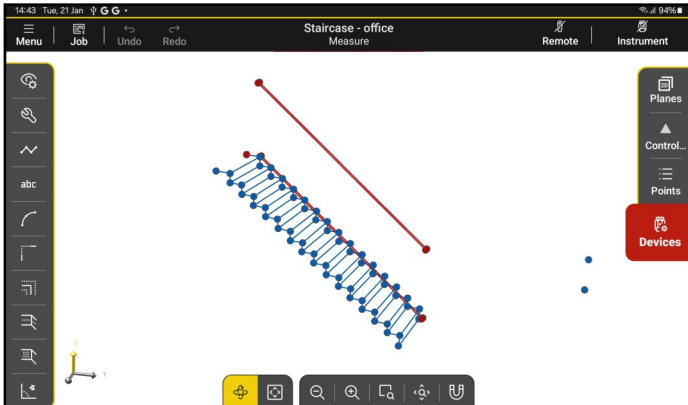 14:43 Tue, 21 Jan G G • 94%
Staircase - office
Menu Job Undo Redo Measure Remote Instrument
Planes
Control...
abc
Points
Devices
Z
Y